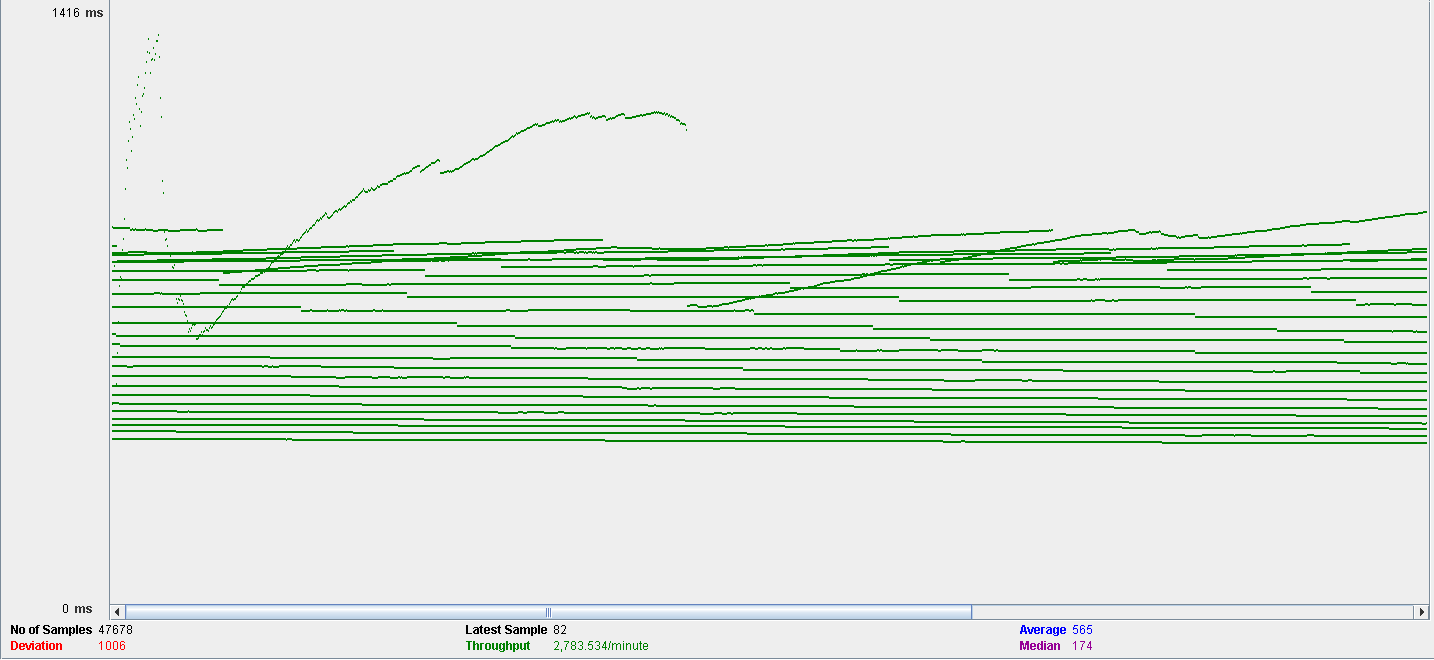 1416 ms
0 ms
No of Samples 47678 Latest Sample 82 Average 565
Deviation 1006 Throughput 2,783.534/minute Median 174